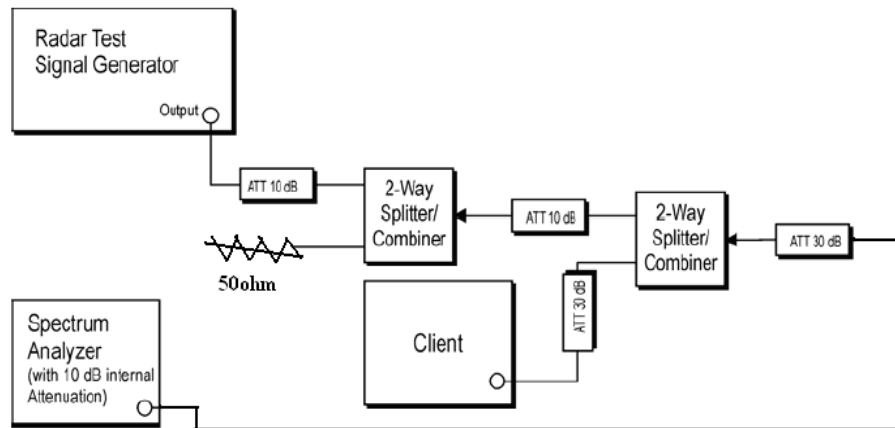 Radar Test
Signal Generator
Output
ATT 10 dB
2-Way
Splitter/
Combiner
ATT 10 dB
2-Way
Splitter/
Combiner
ATT 30 dB
50ohm
ATT 30 dB
Client
Spectrum
Analyzer
(with 10 dB internal
Attenuation)